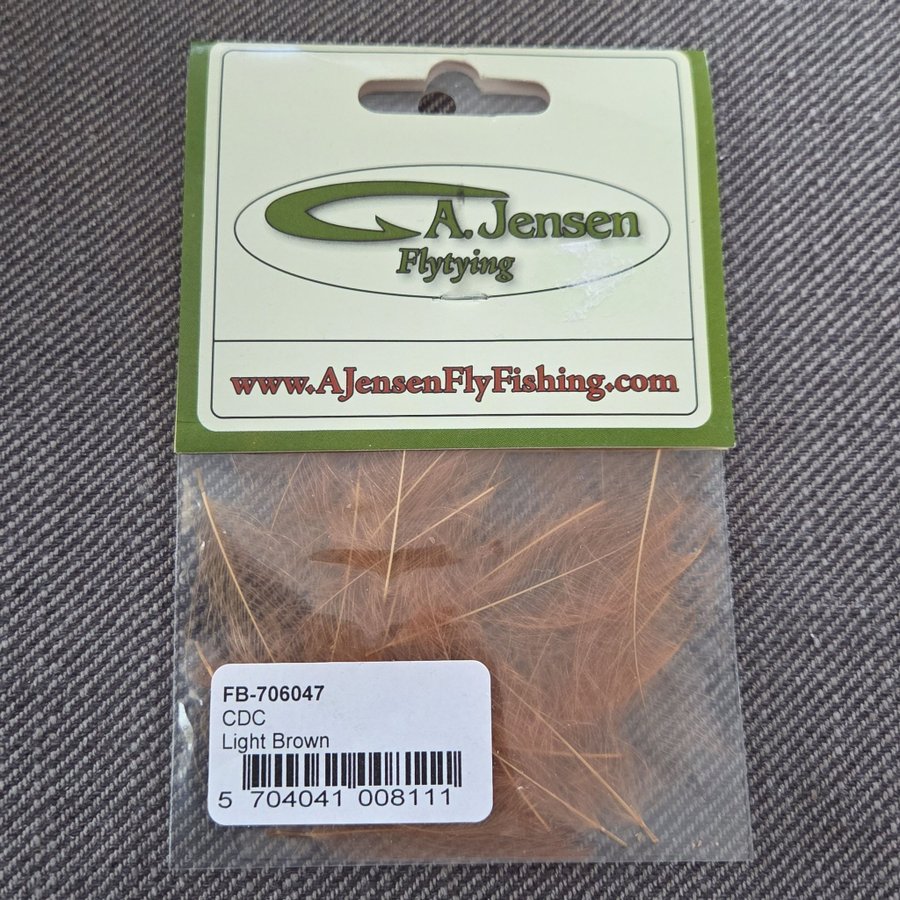 A. Jensen
Flytying
www.AJensenFlyFishing.com
FB-706047
CDC
Light Brown
5 704041 008111